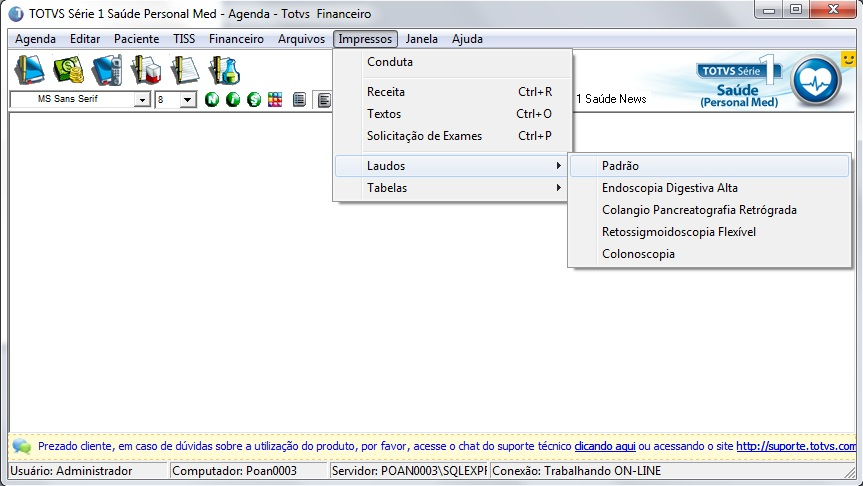 TOTVS Série 1 Saúde Personal Med - Agenda - Totvs Financeiro
Agenda Editar Paciente TISS Financeiro Arquivos Impressos Janela Ajuda
Conduta
Receita Ctrl+R
Textos Ctrl+O
Solicitação de Exames Ctrl+P
Laudos
Tabelas
Padrão
Endoscopia Digestiva Alta
Colangio Pancreatografia Retrógrada
Retossigmoidoscopia Flexível
Colonoscopia
MS Sans Serif 8 N I S
1 Saúde News
TOTVS Série 1
Saúde
(Personal Med)
Prezado cliente, em caso de dúvidas sobre a utilização do produto, por favor, acesse o chat do suporte técnico clicando aqui ou acessando o site http://suporte.totvs.com
Usuário: Administrador Computador: Poan0003 Servidor: POAN0003\SQLEXPR Conexão: Trabalhando ON-LINE